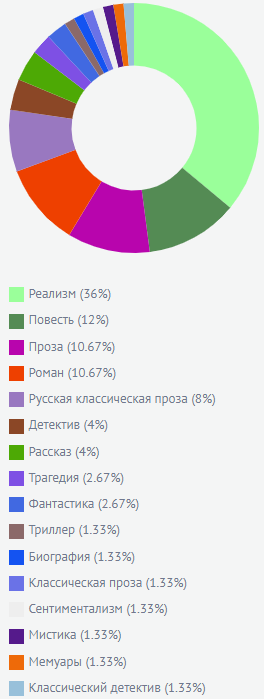 Реализм (36%)
Повесть (12%)
Проза (10.67%)
Роман (10.67%)
Русская классическая проза (8%)
Детектив (4%)
Рассказ (4%)
Трагедия (2.67%)
Фантастика (2.67%)
Триллер (1.33%)
Биография (1.33%)
Классическая проза (1.33%)
Сентиментализм (1.33%)
Мистика (1.33%)
Мемуары (1.33%)
Классический детектив (1.33%)